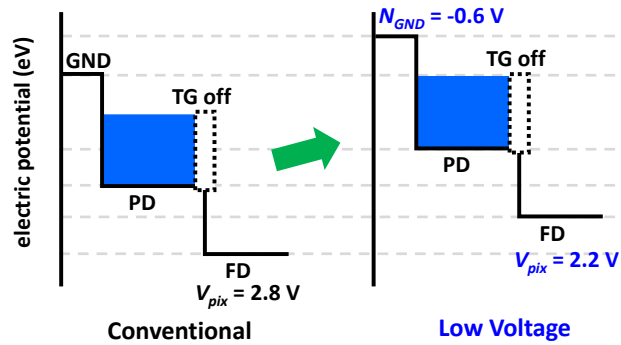 electric potential (eV)
GND
TG off
PD
FD
V_pix = 2.8 V
Conventional
N_GND = -0.6 V
TG off
PD
FD
V_pix = 2.2 V
Low Voltage